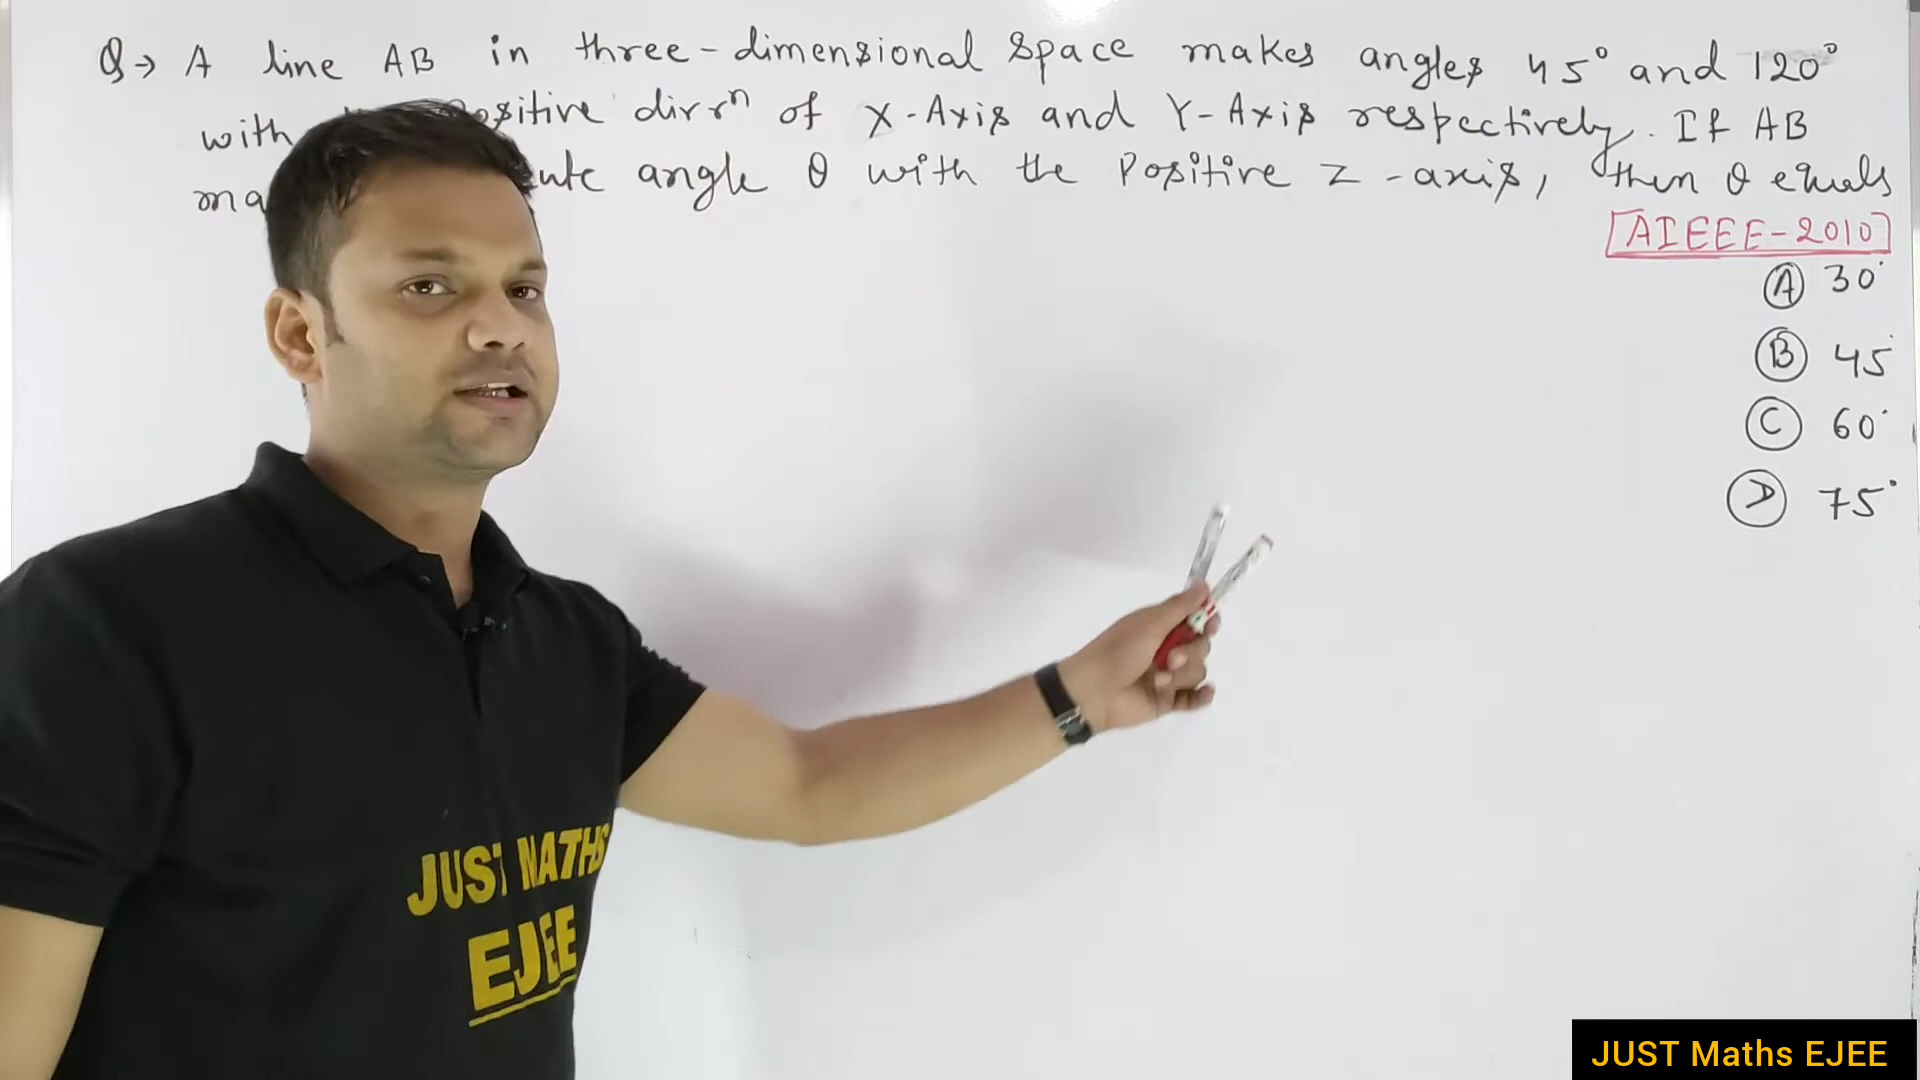 Q→ A line AB in three-dimensional space makes angles 45° and 120°
with positive dirrⁿ of X-Axis and Y-Axis respectively. If AB
angle θ with the Positive Z-axis, then θ equals
[AIEEE-2010]
(A) 30°
(B) 45°
(C) 60°
(D) 75°
JUST MATHS
EJEE
JUST Maths EJEE